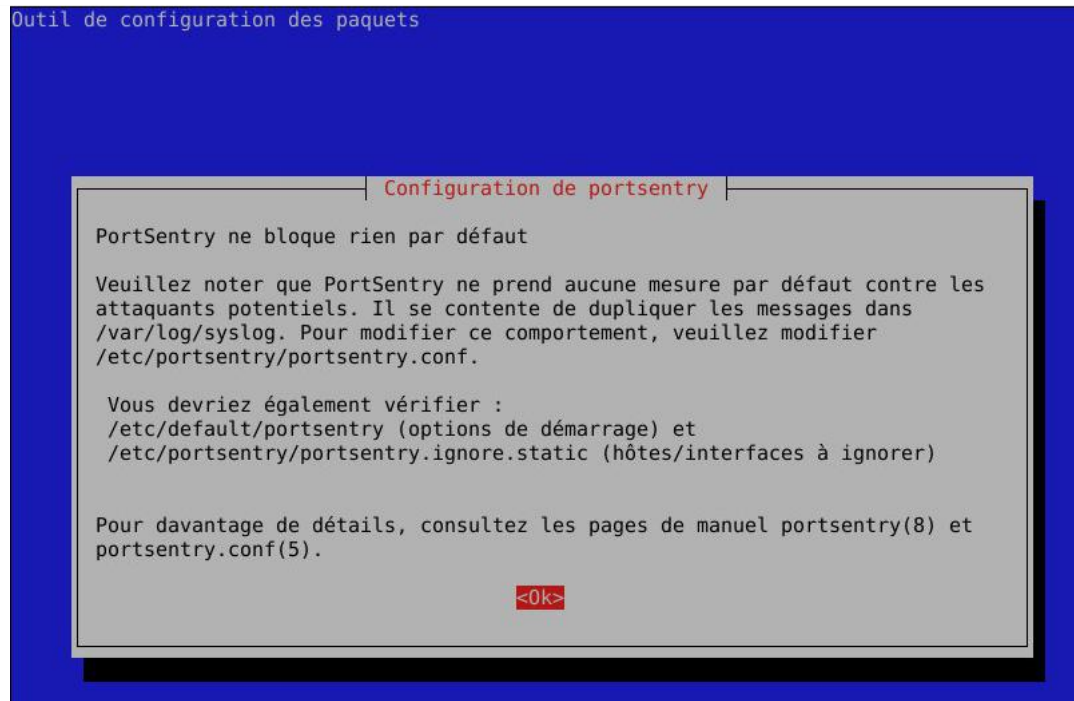 Outil de configuration des paquets
Configuration de portsentry
PortSentry ne bloque rien par défaut
Veuillez noter que PortSentry ne prend aucune mesure par défaut contre les
attaquants potentiels. Il se contente de dupliquer les messages dans
/var/log/syslog. Pour modifier ce comportement, veuillez modifier
/etc/portsentry/portsentry.conf.
Vous devriez également vérifier :
/etc/default/portsentry (options de démarrage) et
/etc/portsentry/portsentry.ignore.static (hôtes/interfaces à ignorer)
Pour davantage de détails, consultez les pages de manuel portsentry(8) et
portsentry.conf(5).
<Ok>